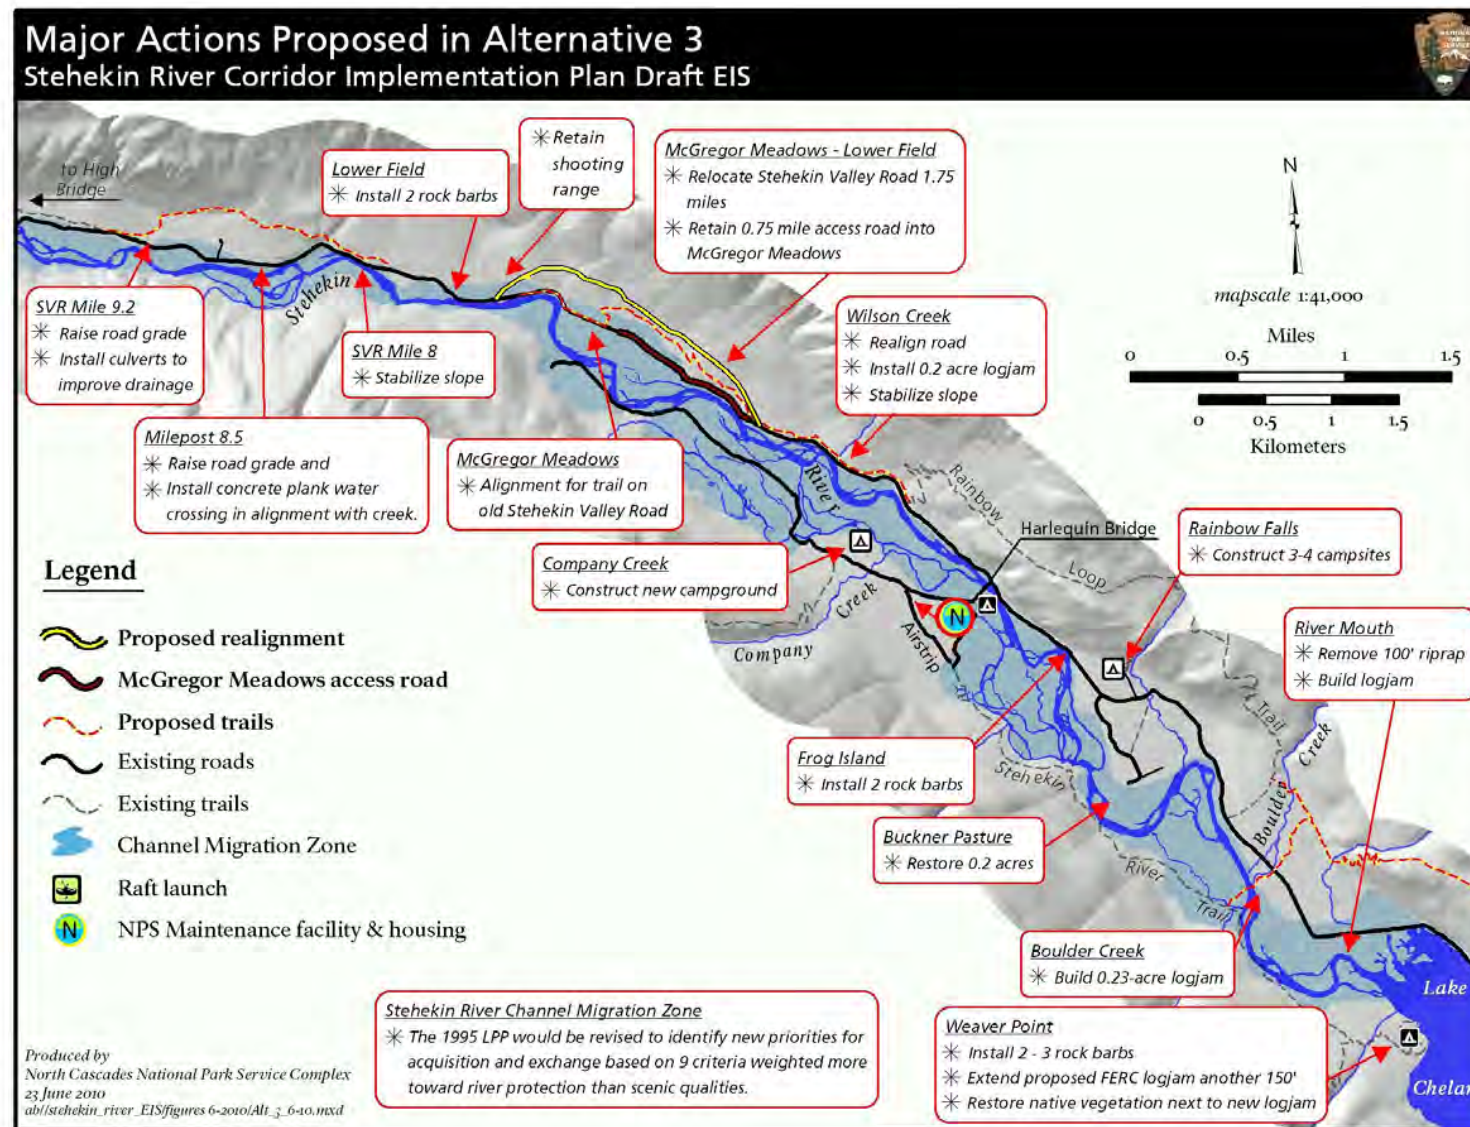 Major Actions Proposed in Alternative 3
Stehekin River Corridor Implementation Plan Draft EIS
to High
Bridge
Lower Field
✳ Install 2 rock barbs
✳ Retain
shooting
range
McGregor Meadows - Lower Field
✳ Relocate Stehekin Valley Road 1.75
miles
✳ Retain 0.75 mile access road into
McGregor Meadows
N
mapscale 1:41,000
Miles
0 0.5 1 1.5
0 0.5 1 1.5
Kilometers
SVR Mile 9.2
✳ Raise road grade
✳ Install culverts to
improve drainage
Stehekin
SVR Mile 8
✳ Stabilize slope
Wilson Creek
✳ Realign road
✳ Install 0.2 acre logjam
✳ Stabilize slope
Milepost 8.5
✳ Raise road grade and
✳ Install concrete plank water
crossing in alignment with creek.
McGregor Meadows
✳ Alignment for trail on
old Stehekin Valley Road
River
Rainbow
Loop
Trail
Harlequin Bridge
Rainbow Falls
✳ Construct 3-4 campsites
Company Creek
✳ Construct new campground
Company
Creek
Airstrip
N
River Mouth
✳ Remove 100' riprap
✳ Build logjam
Boulder
Creek
Frog Island
✳ Install 2 rock barbs
Stehekin
River
Trail
Buckner Pasture
✳ Restore 0.2 acres
Boulder Creek
✳ Build 0.23-acre logjam
Lake
Chelan
Weaver Point
✳ Install 2 - 3 rock barbs
✳ Extend proposed FERC logjam another 150'
✳ Restore native vegetation next to new logjam
Legend
Proposed realignment
McGregor Meadows access road
Proposed trails
Existing roads
Existing trails
Channel Migration Zone
Raft launch
N NPS Maintenance facility & housing
Stehekin River Channel Migration Zone
✳ The 1995 LPP would be revised to identify new priorities for
acquisition and exchange based on 9 criteria weighted more
toward river protection than scenic qualities.
Produced by
North Cascades National Park Service Complex
23 June 2010
ab//stehekin_river_EIS/figures 6-2010/Alt_3_6-10.mxd